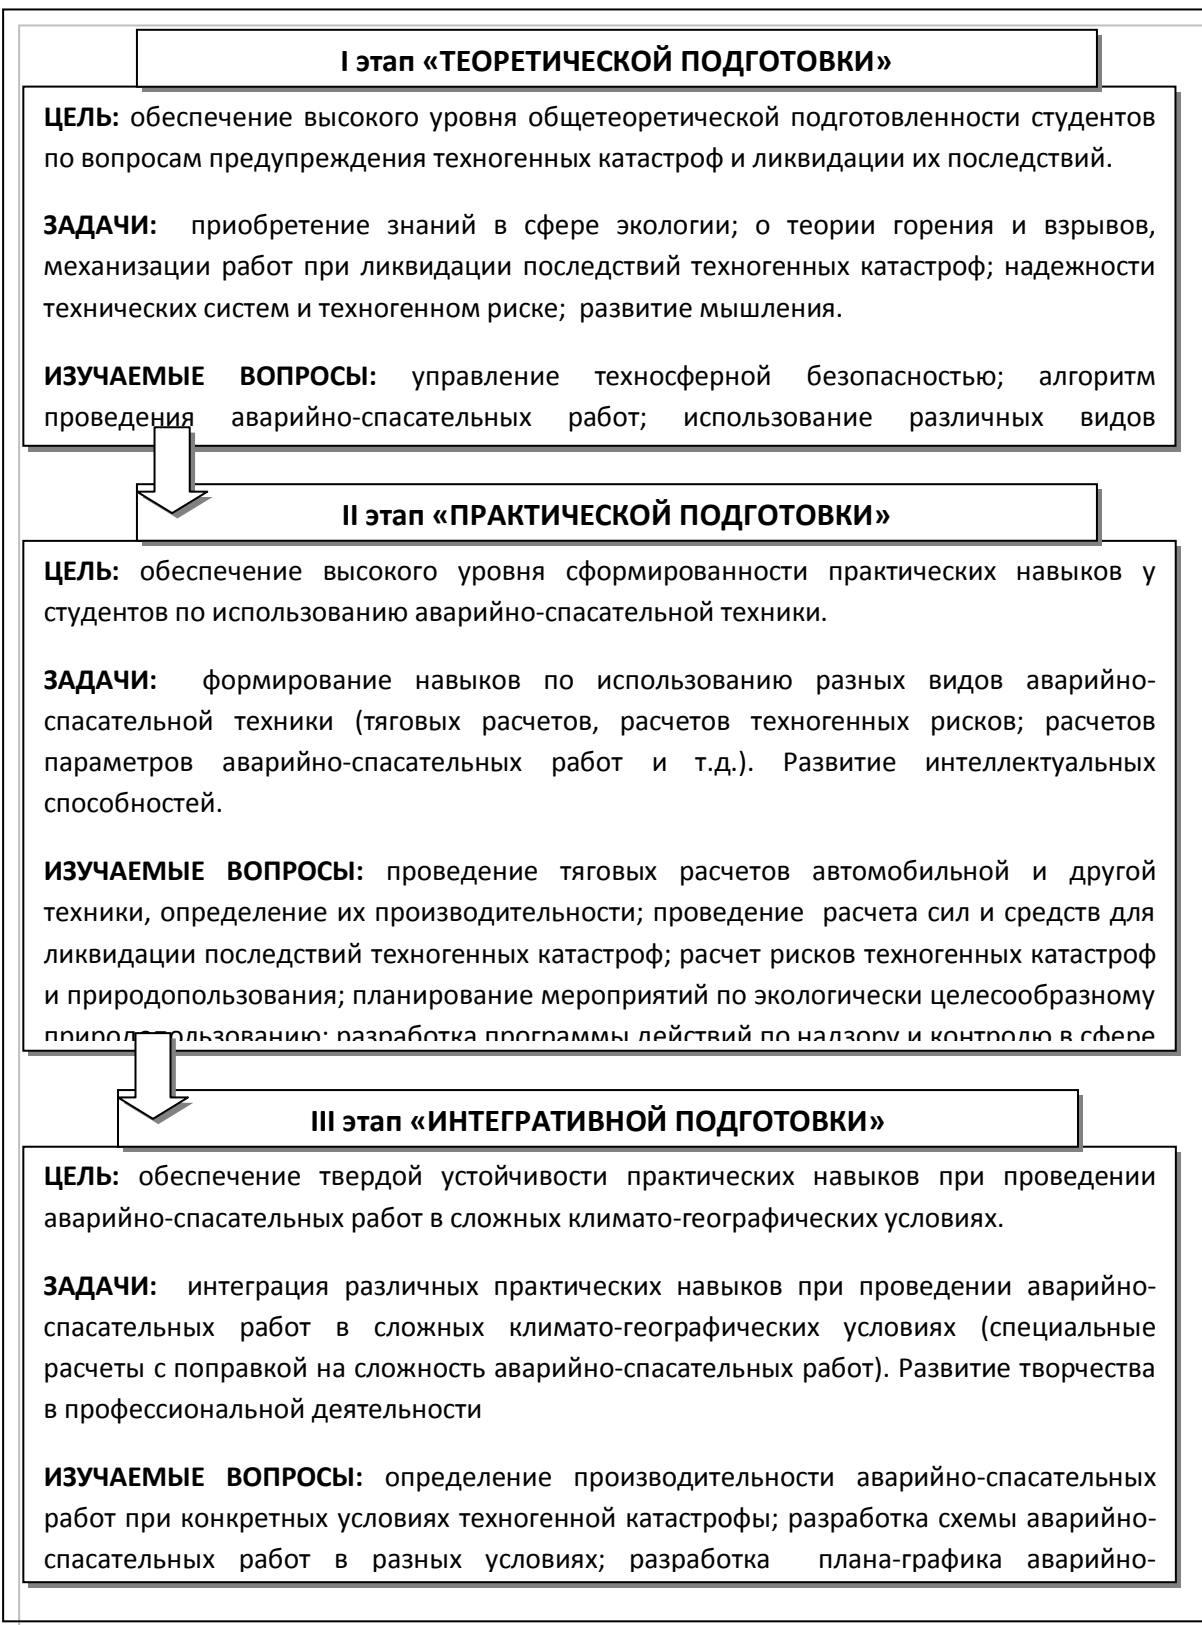 I этап «ТЕОРЕТИЧЕСКОЙ ПОДГОТОВКИ»
ЦЕЛЬ: обеспечение высокого уровня общетеоретической подготовленности студентов
по вопросам предупреждения техногенных катастроф и ликвидации их последствий.
ЗАДАЧИ: приобретение знаний в сфере экологии; о теории горения и взрывов,
механизации работ при ликвидации последствий техногенных катастроф; надежности
технических систем и техногенном риске; развитие мышления.
ИЗУЧАЕМЫЕ ВОПРОСЫ: управление техносферной безопасностью; алгоритм
проведения аварийно-спасательных работ; использование различных видов
II этап «ПРАКТИЧЕСКОЙ ПОДГОТОВКИ»
ЦЕЛЬ: обеспечение высокого уровня сформированности практических навыков у
студентов по использованию аварийно-спасательной техники.
ЗАДАЧИ: формирование навыков по использованию разных видов аварийно-
спасательной техники (тяговых расчетов, расчетов техногенных рисков; расчетов
параметров аварийно-спасательных работ и т.д.). Развитие интеллектуальных
способностей.
ИЗУЧАЕМЫЕ ВОПРОСЫ: проведение тяговых расчетов автомобильной и другой
техники, определение их производительности; проведение расчета сил и средств для
ликвидации последствий техногенных катастроф; расчет рисков техногенных катастроф
и природопользования; планирование мероприятий по экологически целесообразному
природопользованию; разработка программы действий по надзору и контролю в сфере
III этап «ИНТЕГРАТИВНОЙ ПОДГОТОВКИ»
ЦЕЛЬ: обеспечение твердой устойчивости практических навыков при проведении
аварийно-спасательных работ в сложных климато-географических условиях.
ЗАДАЧИ: интеграция различных практических навыков при проведении аварийно-
спасательных работ в сложных климато-географических условиях (специальные
расчеты с поправкой на сложность аварийно-спасательных работ). Развитие творчества
в профессиональной деятельности
ИЗУЧАЕМЫЕ ВОПРОСЫ: определение производительности аварийно-спасательных
работ при конкретных условиях техногенной катастрофы; разработка схемы аварийно-
спасательных работ в разных условиях; разработка плана-графика аварийно-